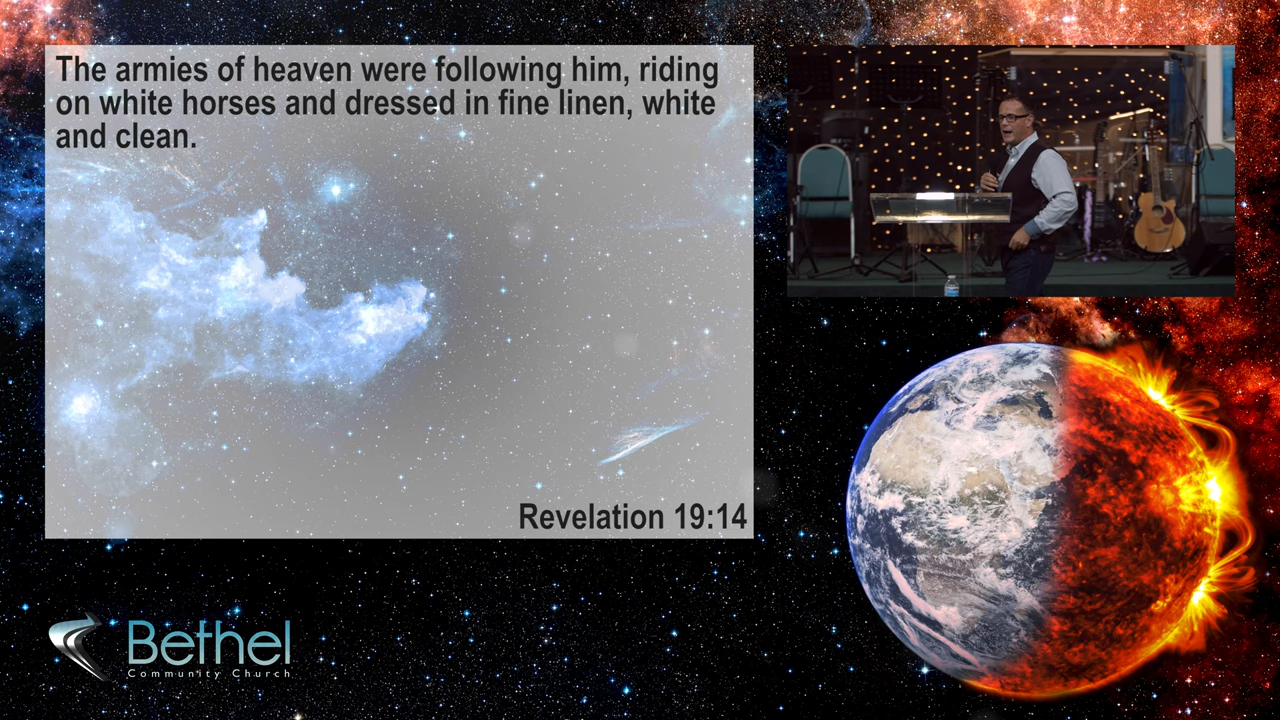 The armies of heaven were following him, riding
on white horses and dressed in fine linen, white
and clean.
Revelation 19:14
Bethel
Community Church